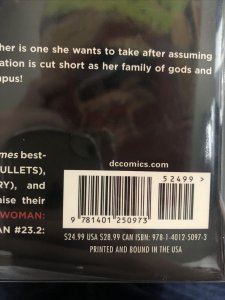 her is one she wants to take after assuming
ation is cut short as her family of gods and
pus!
mes best-
ULLETS),
RY), and
aise their
WOMAN:
AN #23.2:
dccomics.com
52499>
9 781401 250973
$24.99 USA $28.99 CAN ISBN: 978-1-4012-5097-3
PRINTED AND BOUND IN THE USA